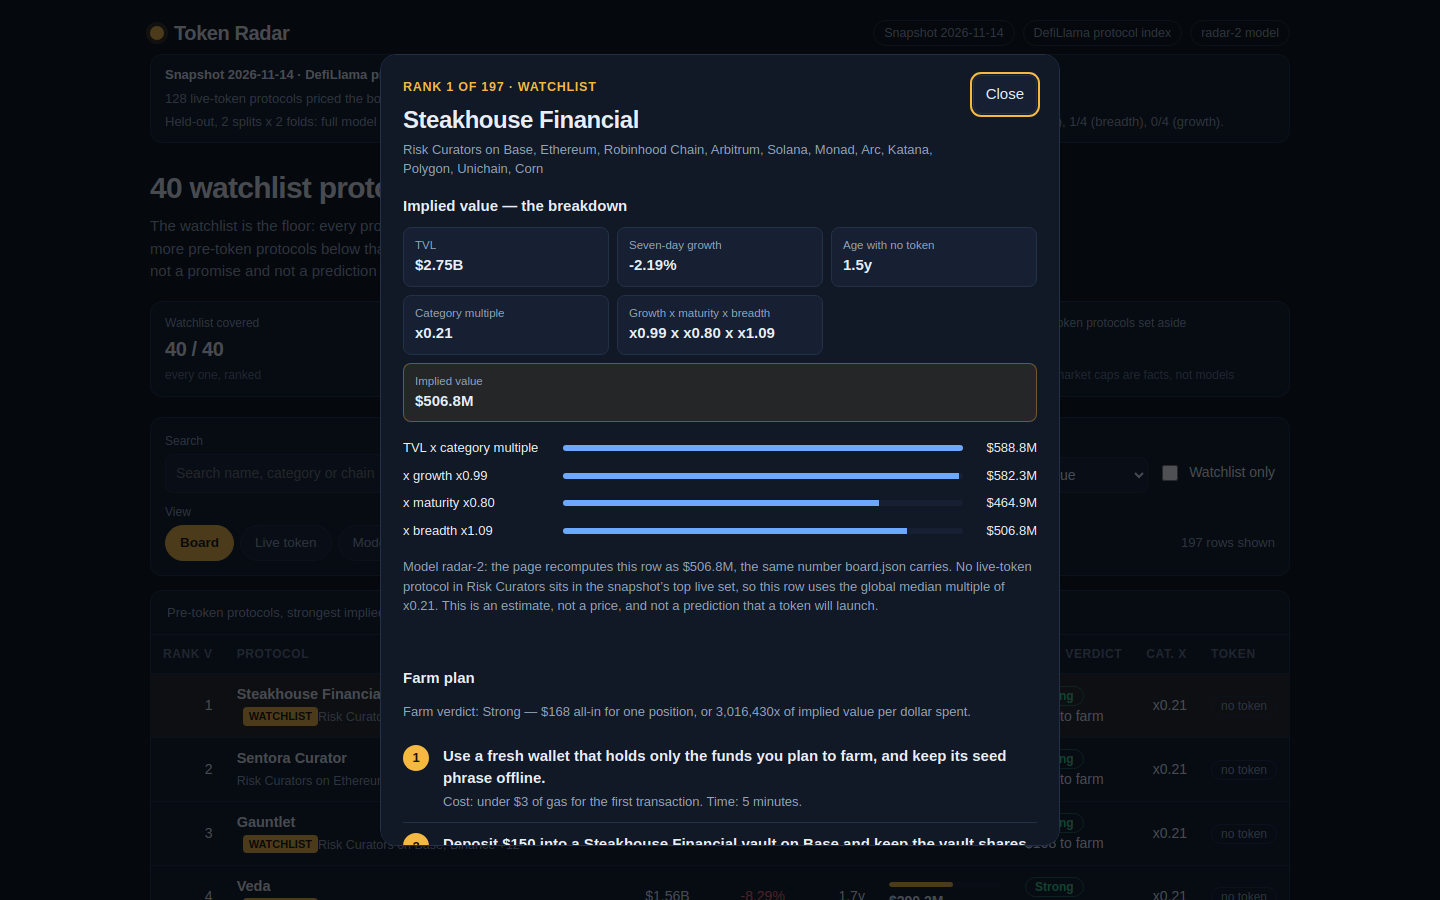 Token Radar
Snapshot 2026-11-14
DefiLlama protocol index
radar-2 model
Snapshot 2026-11-14 · DefiLlama
128 live-token protocols priced the
Held-out, 2 splits x 2 folds: full model
1/4 (breadth), 0/4 (growth).
40 watchlist
The watchlist is the floor: every
more pre-token protocols below
not a promise and not a prediction
Watchlist covered
40 / 40
every one, ranked
protocols set aside
caps are facts, not models
Search
Search name, category or chain
Watchlist only
View
Board
Live token
197 rows shown
Pre-token protocols, strongest
RANK V
PROTOCOL
VERDICT
CAT. X
TOKEN
1
Steakhouse
WATCHLIST
Risk
to farm
x0.21
no token
2
Sentora Curator
Risk Curators on
to farm
x0.21
no token
3
Gauntlet
WATCHLIST
Risk Curators on Base, Binance
to farm
x0.21
no token
4
Veda
$1.56B
-8.29%
1.7y
Strong
x0.21
no token
RANK 1 OF 197 · WATCHLIST
Close
Steakhouse Financial
Risk Curators on Base, Ethereum, Robinhood Chain, Arbitrum, Solana, Monad, Arc, Katana,
Polygon, Unichain, Corn
Implied value — the breakdown
TVL
$2.75B
Seven-day growth
-2.19%
Age with no token
1.5y
Category multiple
x0.21
Growth x maturity x breadth
x0.99 x x0.80 x x1.09
Implied value
$506.8M
TVL x category multiple
$588.8M
x growth x0.99
$582.3M
x maturity x0.80
$464.9M
x breadth x1.09
$506.8M
Model radar-2: the page recomputes this row as $506.8M, the same number board.json carries. No live-token
protocol in Risk Curators sits in the snapshot’s top live set, so this row uses the global median multiple of
x0.21. This is an estimate, not a price, and not a prediction that a token will launch.
Farm plan
Farm verdict: Strong — $168 all-in for one position, or 3,016,430x of implied value per dollar spent.
1
Use a fresh wallet that holds only the funds you plan to farm, and keep its seed
phrase offline.
Cost: under $3 of gas for the first transaction. Time: 5 minutes.
2
Deposit $150 into a Steakhouse Financial vault on Base and keep the vault shares